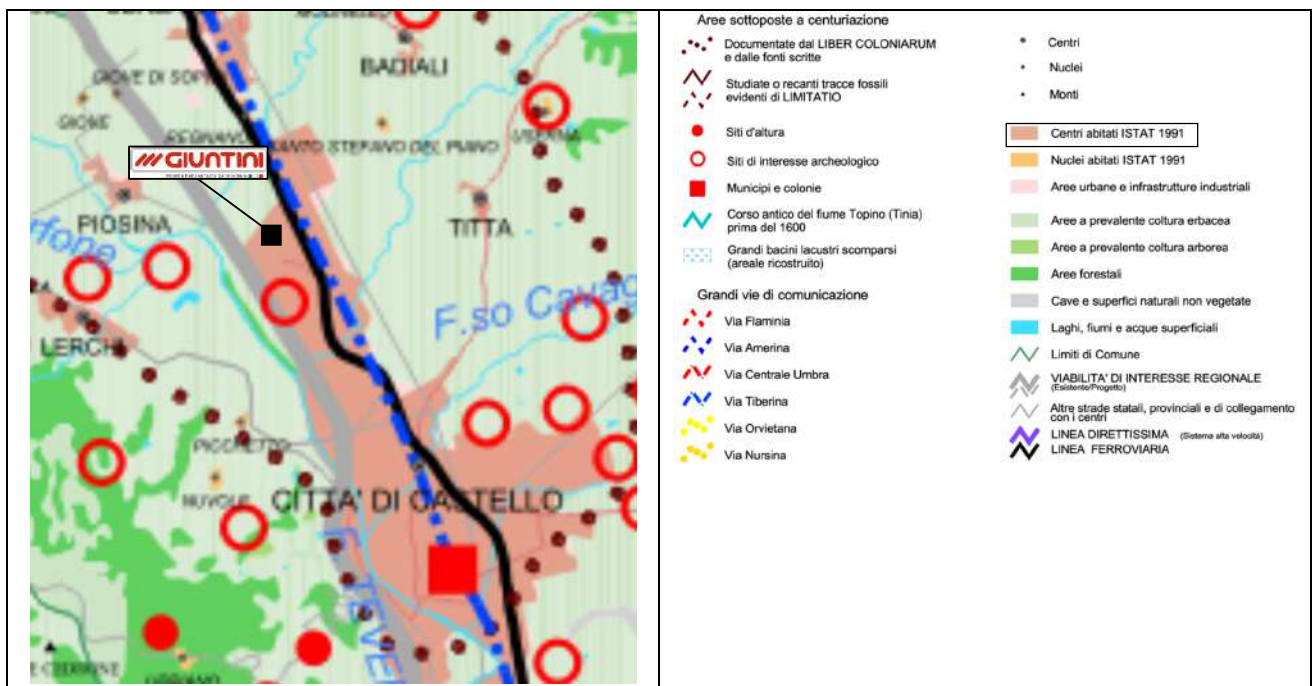 BADIALI
GIOVE DI SOPR
GIOVE
REGNANO
ANTO STEFANO DEL PIANO
USERNA
GIUNTINI
PIOSINA
TITTA
F.so Cavag
LERCHI
PICCHETTO
NUVOLE
CITTA' DI CASTELLO
F. TEVER
Aree sottoposte a centuriazione
Documentate dal LIBER COLONIARUM
e dalle fonti scritte
Studiate o recanti tracce fossili
evidenti di LIMITATIO
Siti d'altura
Siti di interesse archeologico
Municipi e colonie
Corso antico del fiume Topino (Tinia)
prima del 1600
Grandi bacini lacustri scomparsi
(areale ricostruito)
Grandi vie di comunicazione
Via Flaminia
Via Amerina
Via Centrale Umbra
Via Tiberina
Via Orvietana
Via Nursina
Centri
Nuclei
Monti
Centri abitati ISTAT 1991
Nuclei abitati ISTAT 1991
Aree urbane e infrastrutture industriali
Aree a prevalente coltura erbacea
Aree a prevalente coltura arborea
Aree forestali
Cave e superfici naturali non vegetate
Laghi, fiumi e acque superficiali
Limiti di Comune
VIABILITA' DI INTERESSE REGIONALE
(Esistente/Progetto)
Altre strade statali, provinciali e di collegamento
con i centri
LINEA DIRETTISSIMA (Sistema alta velocità)
LINEA FERROVIARIA